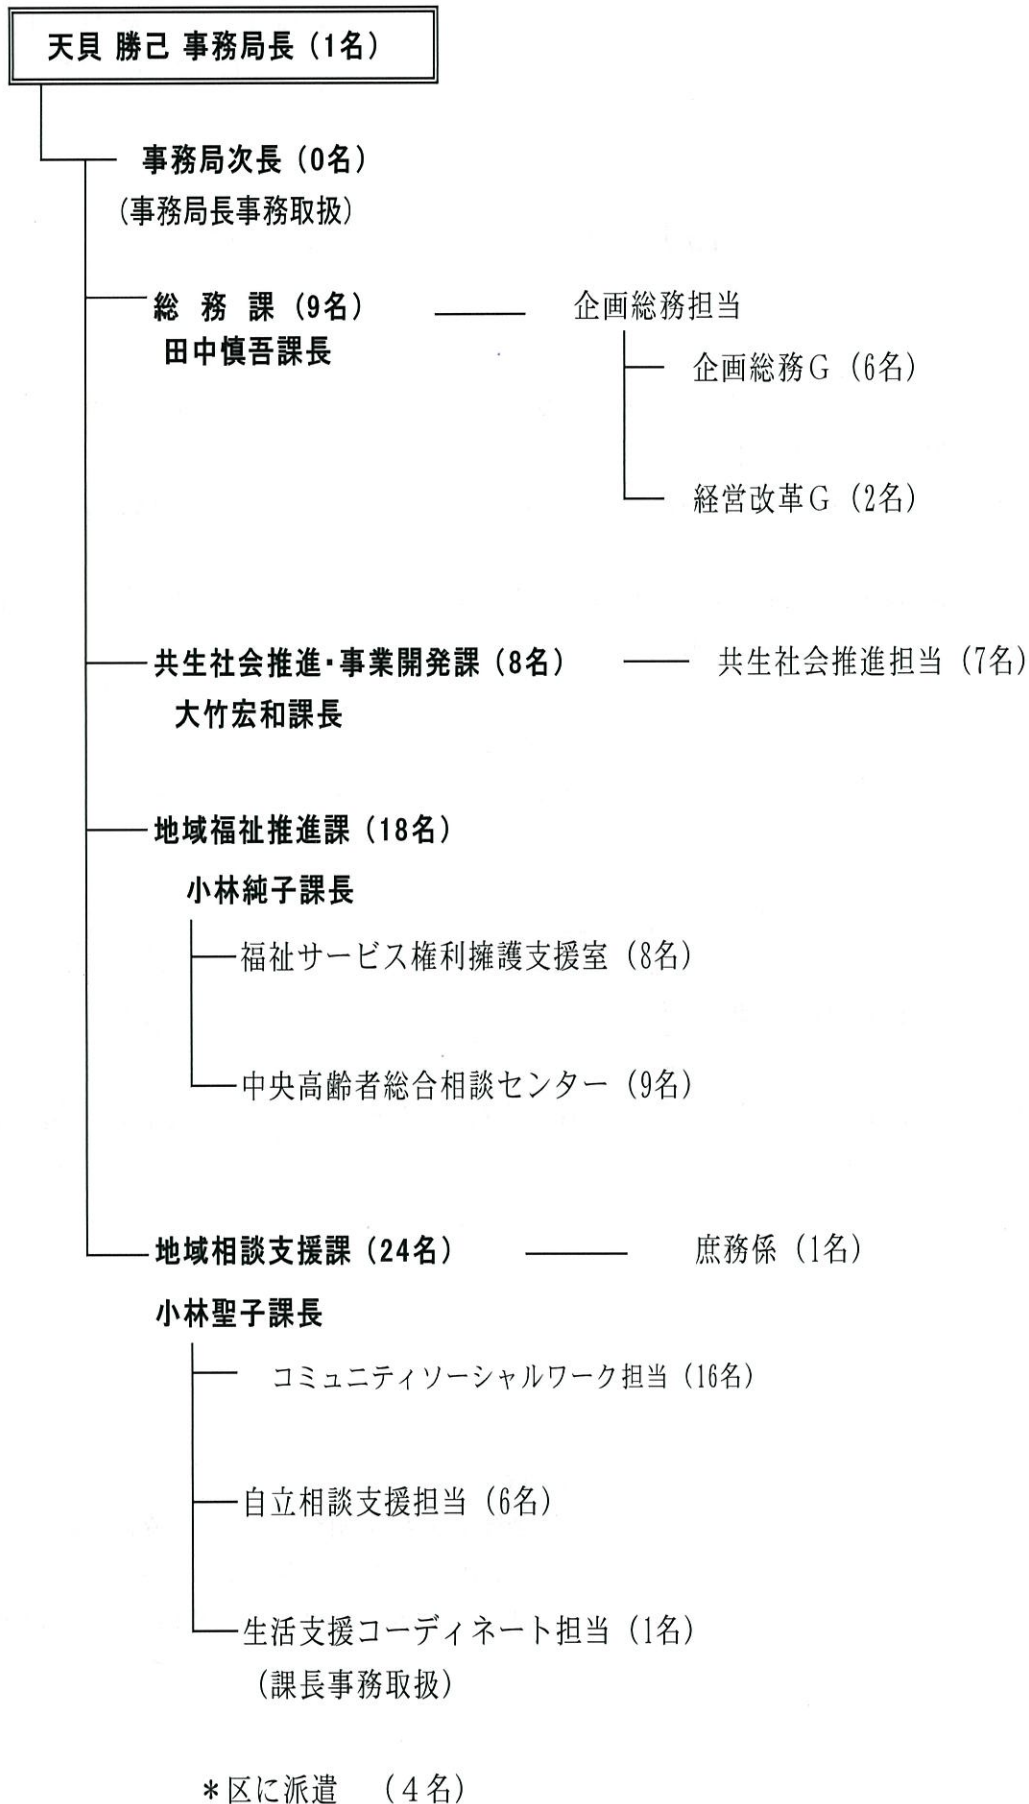 天貝 勝己 事務局長（1名）
事務局次長（0名）
（事務局長事務取扱）
総 務 課（9名） 企画総務担当
田中慎吾課長
企画総務Ｇ（6名）
経営改革Ｇ（2名）
共生社会推進・事業開発課（8名） 共生社会推進担当（7名）
大竹宏和課長
地域福祉推進課（18名）
小林純子課長
福祉サービス権利擁護支援室（8名）
中央高齢者総合相談センター（9名）
地域相談支援課（24名） 庶務係（1名）
小林聖子課長
コミュニティソーシャルワーク担当（16名）
自立相談支援担当（6名）
生活支援コーディネート担当（1名）
（課長事務取扱）
＊区に派遣 （４名）